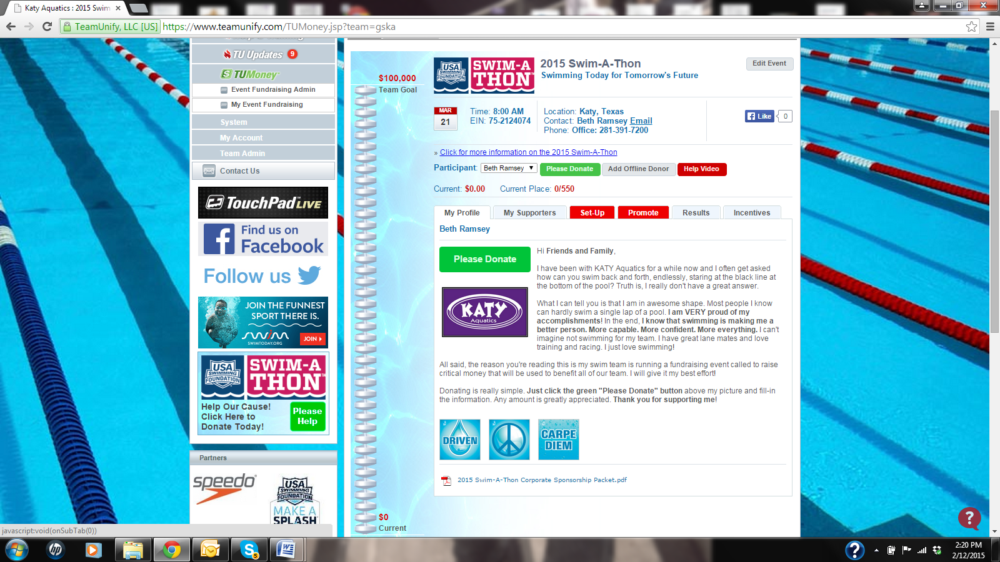 Katy Aquatics : 2015 Swim
TeamUnify, LLC [US]
https://www.teamunify.com/TUMoney.jsp?team=gska
TU Updates 9
$ TUMoney
Event Fundraising Admin
My Event Fundraising
System
My Account
Team Admin
Contact Us
TouchPad LIVE
Find us on
Facebook
Follow us
JOIN THE FUNNEST
SPORT THERE IS.
swim
SWIMTODAY.ORG
JOIN
USA
SWIMMING
FOUNDATION
SWIM-A
THON
Help Our Cause!
Click Here to
Donate Today!
Please
Help
Partners
speedo
USA
SWIMMING
FOUNDATION
MAKE A
SPLASH
javascript:void(onSubTab(0))
$100,000
Team Goal
$0
Current
USA
SWIMMING
FOUNDATION
SWIM-A
THON
2015 Swim-A-Thon
Swimming Today for Tomorrow's Future
Edit Event
MAR
21
Time: 8:00 AM
EIN: 75-2124074
Location: Katy, Texas
Contact: Beth Ramsey Email
Phone: Office: 281-391-7200
Like 0
» Click for more information on the 2015 Swim-A-Thon
Participant: Beth Ramsey Please Donate Add Offline Donor Help Video
Current: $0.00 Current Place: 0/550
My Profile My Supporters Set-Up Promote Results Incentives
Beth Ramsey
Please Donate
KATY
Aquatics
Hi Friends and Family,
I have been with KATY Aquatics for a while now and I often get asked
how can you swim back and forth, endlessly, staring at the black line at
the bottom of the pool? Truth is, I really don't have a great answer.
What I can tell you is that I am in awesome shape. Most people I know
can hardly swim a single lap of a pool. I am VERY proud of my
accomplishments! In the end, I know that swimming is making me a
better person. More capable. More confident. More everything. I can't
imagine not swimming for my team. I have great lane mates and love
training and racing. I just love swimming!
All said, the reason you're reading this is my swim team is running a fundraising event called to raise
critical money that will be used to benefit all of our team. I will give it my best effort!
Donating is really simple. Just click the green "Please Donate" button above my picture and fill-in
the information. Any amount is greatly appreciated. Thank you for supporting me!
DRIVEN
CARPE
DIEM
2015 Swim-A-Thon Corporate Sponsorship Packet.pdf
?
hp
S 5
W
?
2:20 PM
2/12/2015